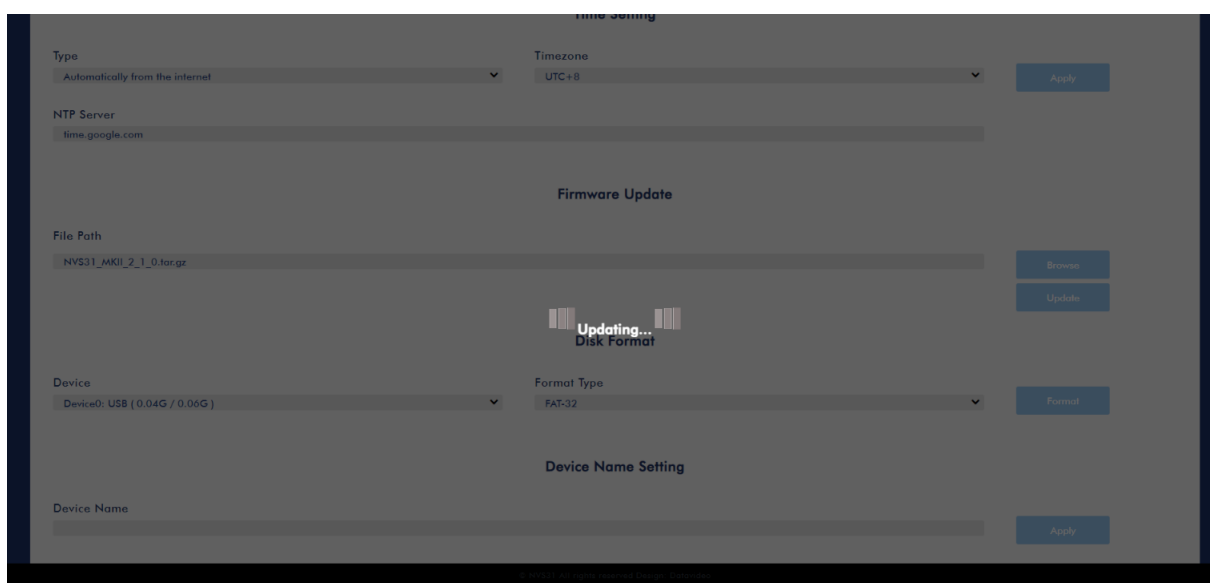 Time Setting
Type
Timezone
Automatically from the internet
UTC+8
Apply
NTP Server
time.google.com
Firmware Update
File Path
NVS31_MKII_2_1_0.tar.gz
Browse
Update
Updating...
Disk Format
Device
Format Type
Device0: USB ( 0.04G / 0.06G )
FAT-32
Format
Device Name Setting
Device Name
Apply